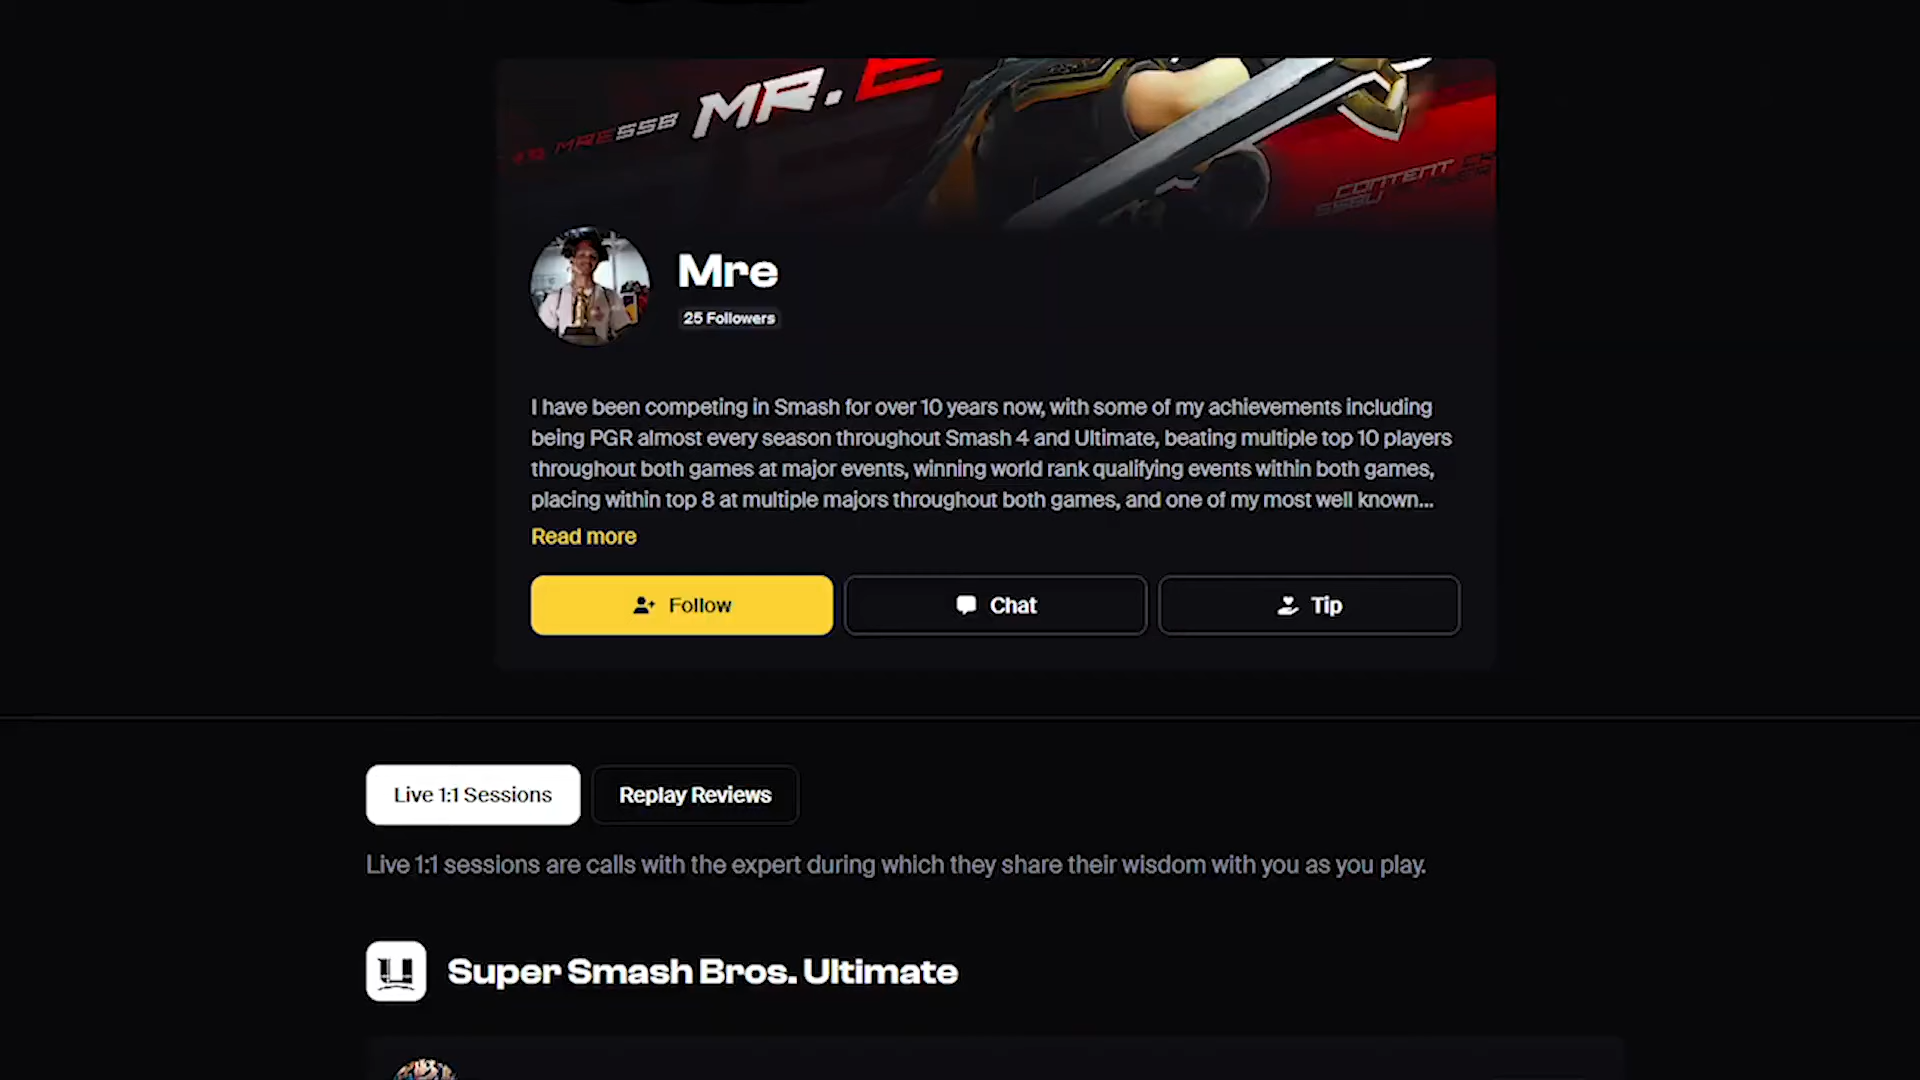 MRESSB
MR.E
CONTENT
SSBU
Mre
25 Followers
I have been competing in Smash for over 10 years now, with some of my achievements including
being PGR almost every season throughout Smash 4 and Ultimate, beating multiple top 10 players
throughout both games at major events, winning world rank qualifying events within both games,
placing within top 8 at multiple majors throughout both games, and one of my most well known...
Read more
Follow
Chat
Tip
Live 1:1 Sessions
Replay Reviews
Live 1:1 sessions are calls with the expert during which they share their wisdom with you as you play.
Super Smash Bros. Ultimate